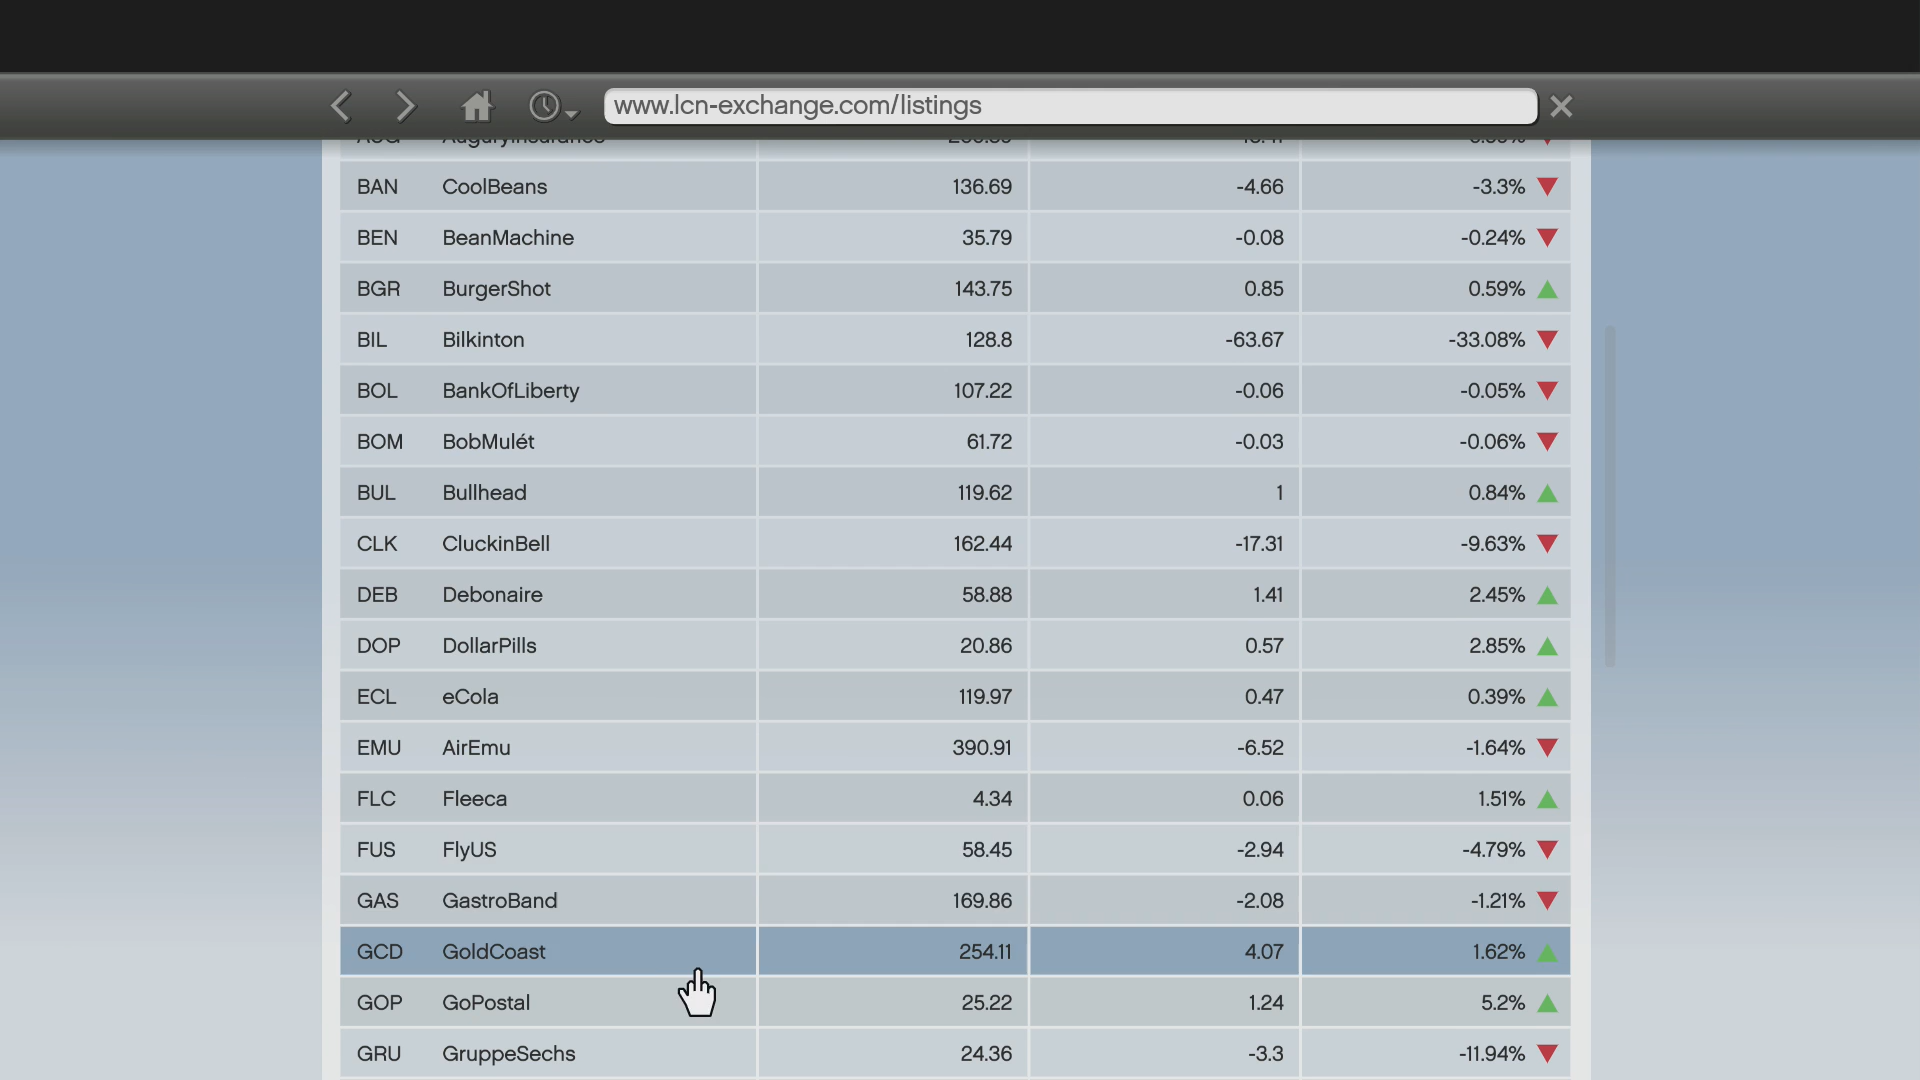 www.lcn-exchange.com/listings
BAN CoolBeans 136.69 -4.66 -3.3%
BEN BeanMachine 35.79 -0.08 -0.24%
BGR BurgerShot 143.75 0.85 0.59%
BIL Bilkinton 128.8 -63.67 -33.08%
BOL BankOfLiberty 107.22 -0.06 -0.05%
BOM BobMulét 61.72 -0.03 -0.06%
BUL Bullhead 119.62 1 0.84%
CLK CluckinBell 162.44 -17.31 -9.63%
DEB Debonaire 58.88 1.41 2.45%
DOP DollarPills 20.86 0.57 2.85%
ECL eCola 119.97 0.47 0.39%
EMU AirEmu 390.91 -6.52 -1.64%
FLC Fleeca 4.34 0.06 1.51%
FUS FlyUS 58.45 -2.94 -4.79%
GAS GastroBand 169.86 -2.08 -1.21%
GCD GoldCoast 254.11 4.07 1.62%
GOP GoPostal 25.22 1.24 5.2%
GRU GruppeSechs 24.36 -3.3 -11.94%